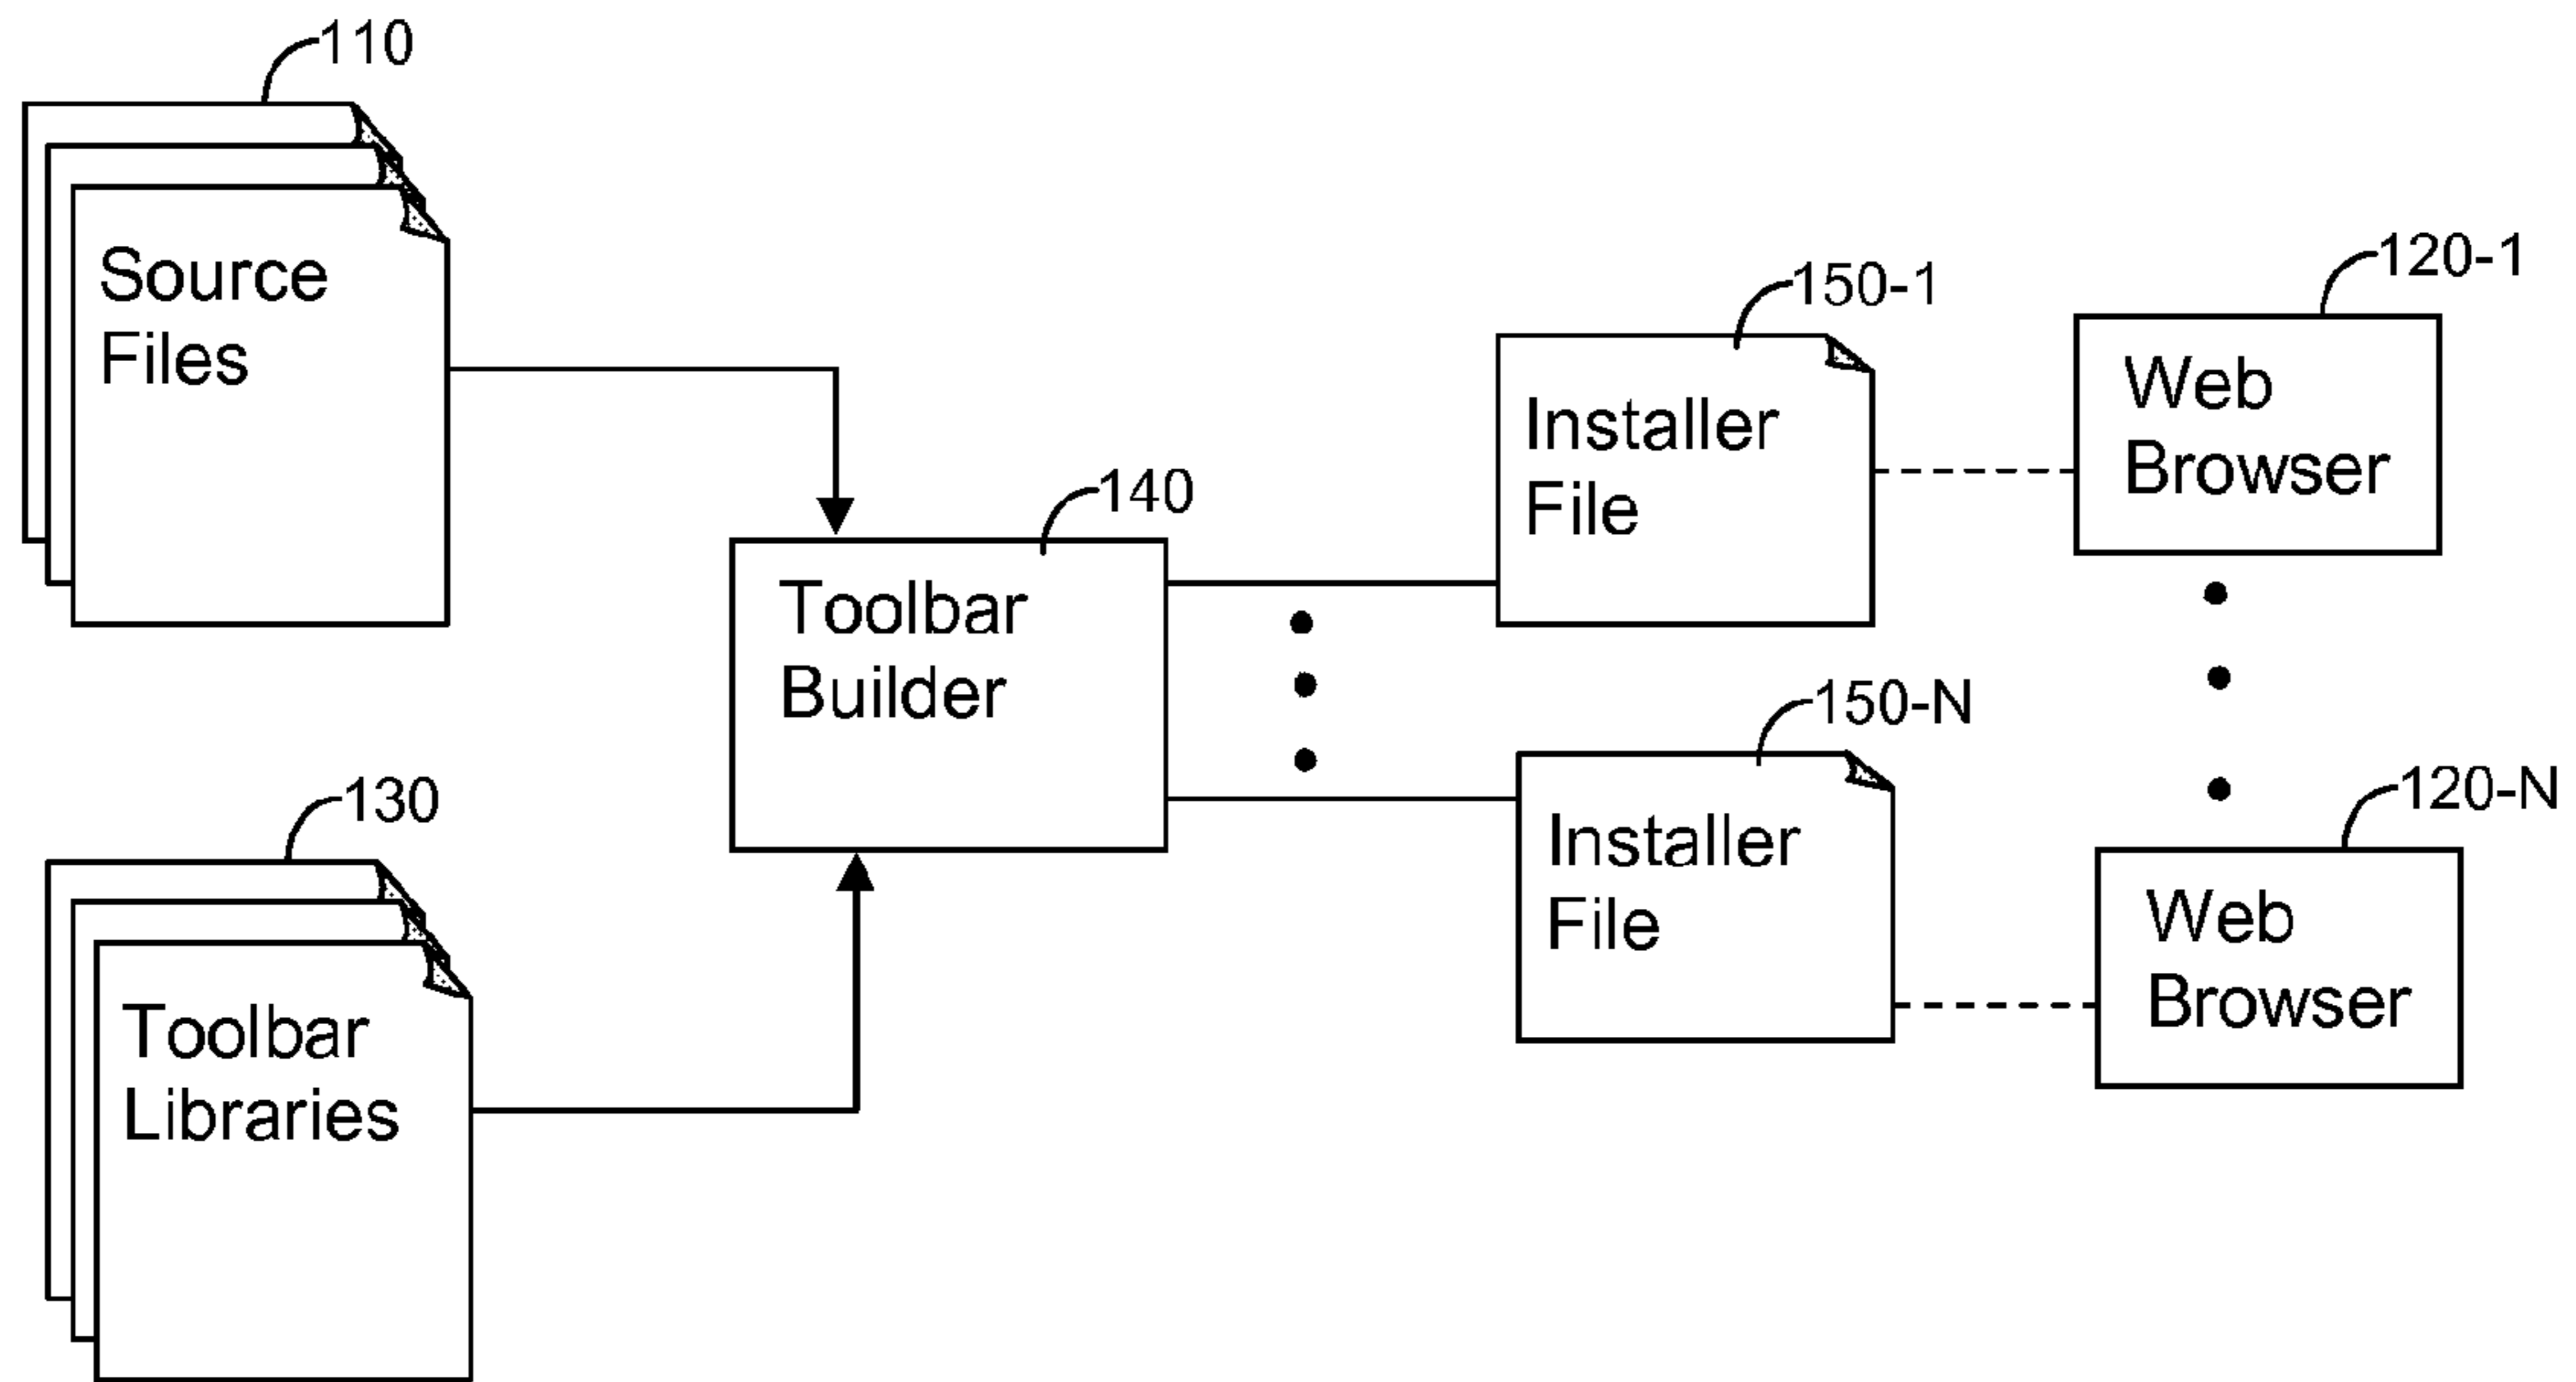 110
Source
Files
130
Toolbar
Libraries
140
Toolbar
Builder
150-1
Installer
File
150-N
Installer
File
120-1
Web
Browser
120-N
Web
Browser